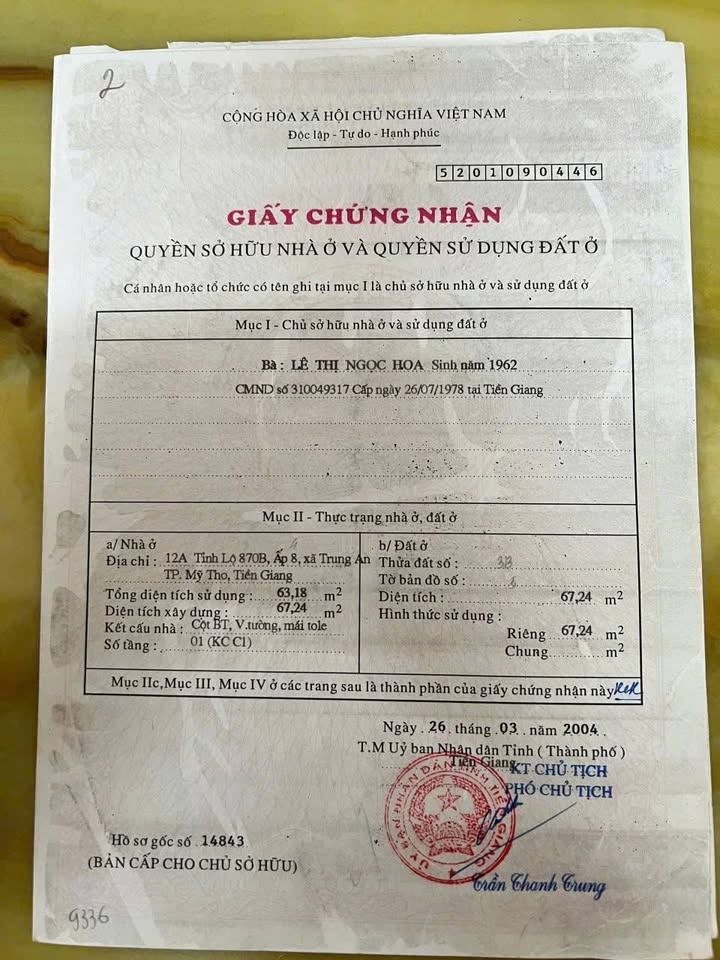 2
CỘNG HÒA XÃ HỘI CHỦ NGHĨA VIỆT NAM
Độc lập - Tự do - Hạnh phúc
5201090446
GIẤY CHỨNG NHẬN
QUYỀN SỞ HỮU NHÀ Ở VÀ QUYỀN SỬ DỤNG ĐẤT Ở
Cá nhân hoặc tổ chức có tên ghi tại mục I là chủ sở hữu nhà ở và sử dụng đất ở
Mục I - Chủ sở hữu nhà ở và sử dụng đất ở
Bà : LÊ THỊ NGỌC HOA Sinh năm 1962
CMND số 310049317 Cấp ngày 26/07/1978 tại Tiền Giang
Mục II - Thực trạng nhà ở, đất ở
a/ Nhà ở
Địa chỉ : 12A Tỉnh Lộ 870B, Ấp 8, xã Trung An
TP. Mỹ Tho, Tiền Giang
Tổng diện tích sử dụng : 63,18 m2
Diện tích xây dựng : 67,24 m2
Kết cấu nhà : Cột BT, V.tường, mái tole
Số tầng : 01 (KC C1)
b/ Đất ở
Thửa đất số :
Tờ bản đồ số :
Diện tích : 67,24 m2
Hình thức sử dụng :
Riêng 67,24 m2
Chung m2
Mục IIc,Mục III, Mục IV ở các trang sau là thành phần của giấy chứng nhận này
Ngày 26 tháng 03 năm 2004
T.M Uỷ ban Nhân dân Tỉnh ( Thành phố )
Tiền Giang
KT CHỦ TỊCH
PHÓ CHỦ TỊCH
ỦY BAN NHÂN DÂN TỈNH TIỀN GIANG
Trần Thanh Trung
Hồ sơ gốc số 14843
(BẢN CẤP CHO CHỦ SỞ HỮU)
9336